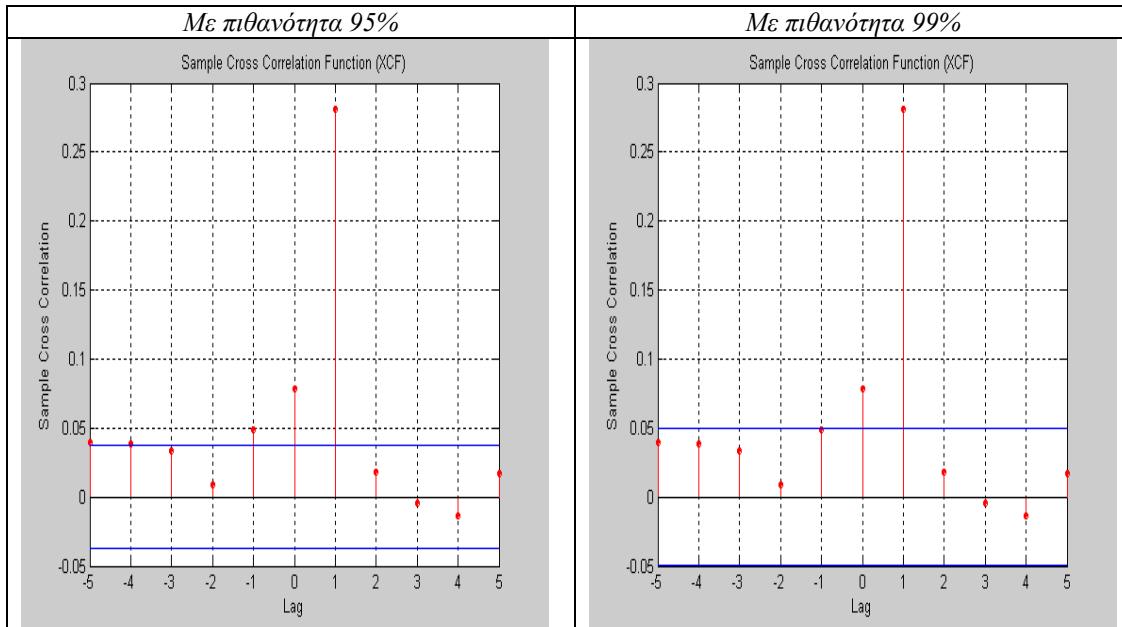 Με πιθανότητα 95%
Με πιθανότητα 99%
Sample Cross Correlation Function (XCF)
Sample Cross Correlation
0.3
0.25
0.2
0.15
0.1
0.05
0
-0.05
-5 -4 -3 -2 -1 0 1 2 3 4 5
Lag
Sample Cross Correlation Function (XCF)
Sample Cross Correlation
0.3
0.25
0.2
0.15
0.1
0.05
0
-0.05
-5 -4 -3 -2 -1 0 1 2 3 4 5
Lag